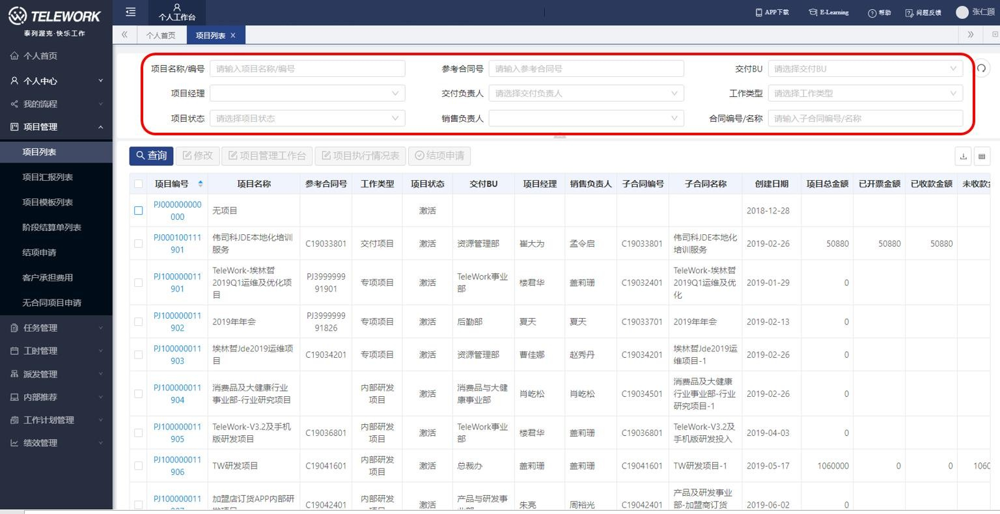 TELEWORK
泰列渥克·快乐工作
个人工作台
APP下载
E-Learning
帮助
问题反馈
张仁顥
个人首页
项目列表 ×
个人首页
个人中心
我的流程
项目管理
项目列表
项目汇报列表
项目模板列表
阶段结算单列表
结项申请
客户承担费用
无合同项目申请
任务管理
工时管理
派发管理
内部推荐
工作计划管理
绩效管理
项目名称/编号 请输入项目名称/编号 参考合同号 请输入参考合同号 交付BU 请选择交付BU
项目经理 交付负责人 请选择交付负责人 工作类型 请选择工作类型
项目状态 请选择项目状态 销售负责人 合同编号/名称 请输入子合同编号/名称
查询 修改 项目管理工作台 项目执行情况表 结项申请
项目编号 项目名称 参考合同号 工作类型 项目状态 交付BU 项目经理 销售负责人 子合同编号 子合同名称 创建日期 项目总金额 已开票金额 已收款金额 未收款金
PJ000000000
000
无项目 激活 2018-12-28
PJ000100111
901
伟司科JDE本地化培训
服务
C19033801 交付项目 激活 资源管理部 崔大为 孟令启 C19033801
伟司科JDE本地化
培训服务
2019-02-26 50880 50880 50880
PJ100000011
901
TeleWork-埃林哲
2019Q1运维及优化项
目
PJ3999999
91901
专项项目 激活
TeleWork事业
部
楼君华 盖莉珊 C19032401
TeleWork-埃林哲
2019Q1运维及优
化
2019-01-29 0
PJ100000011
902
2019年年会
PJ3999999
91826
专项项目 激活 后勤部 夏天 夏天 C19033701 2019年年会 2019-02-13 0
PJ100000011
903
埃林哲Jde2019运维项
目
C19034201 专项项目 激活 资源管理部 曹佳娜 赵秀丹 C19034201
埃林哲Jde2019运
维项目-1
2019-02-26 0
PJ100000011
904
消费品及大健康行业
事业部-行业研究项目
内部研发
项目
激活
消费品与大健
康事业部
肖屹松 肖屹松 C19034501
消费品及大健康
行业事业部-行业
研究项目-1
2019-02-26 0
PJ100000011
905
TeleWork-V3.2及手机
版研发项目
C19036801
内部研发
项目
激活
TeleWork事业
部
楼君华 盖莉珊 C19036801
TeleWork-V3.2及
手机版研发投入
2019-04-03 0
PJ100000011
906
TW研发项目 C19041601
内部研发
项目
激活 总裁办 盖莉珊 盖莉珊 C19041601 TW研发项目-1 2019-05-17 1060000 0 0 1060
PJ100000011
加盟店订货APP内部研
C19042401
内部研发
激活
产品与研发事
朱亮 周裕光 C19042401
产品及研发事业
部-加盟商订货
2019-06-02 0